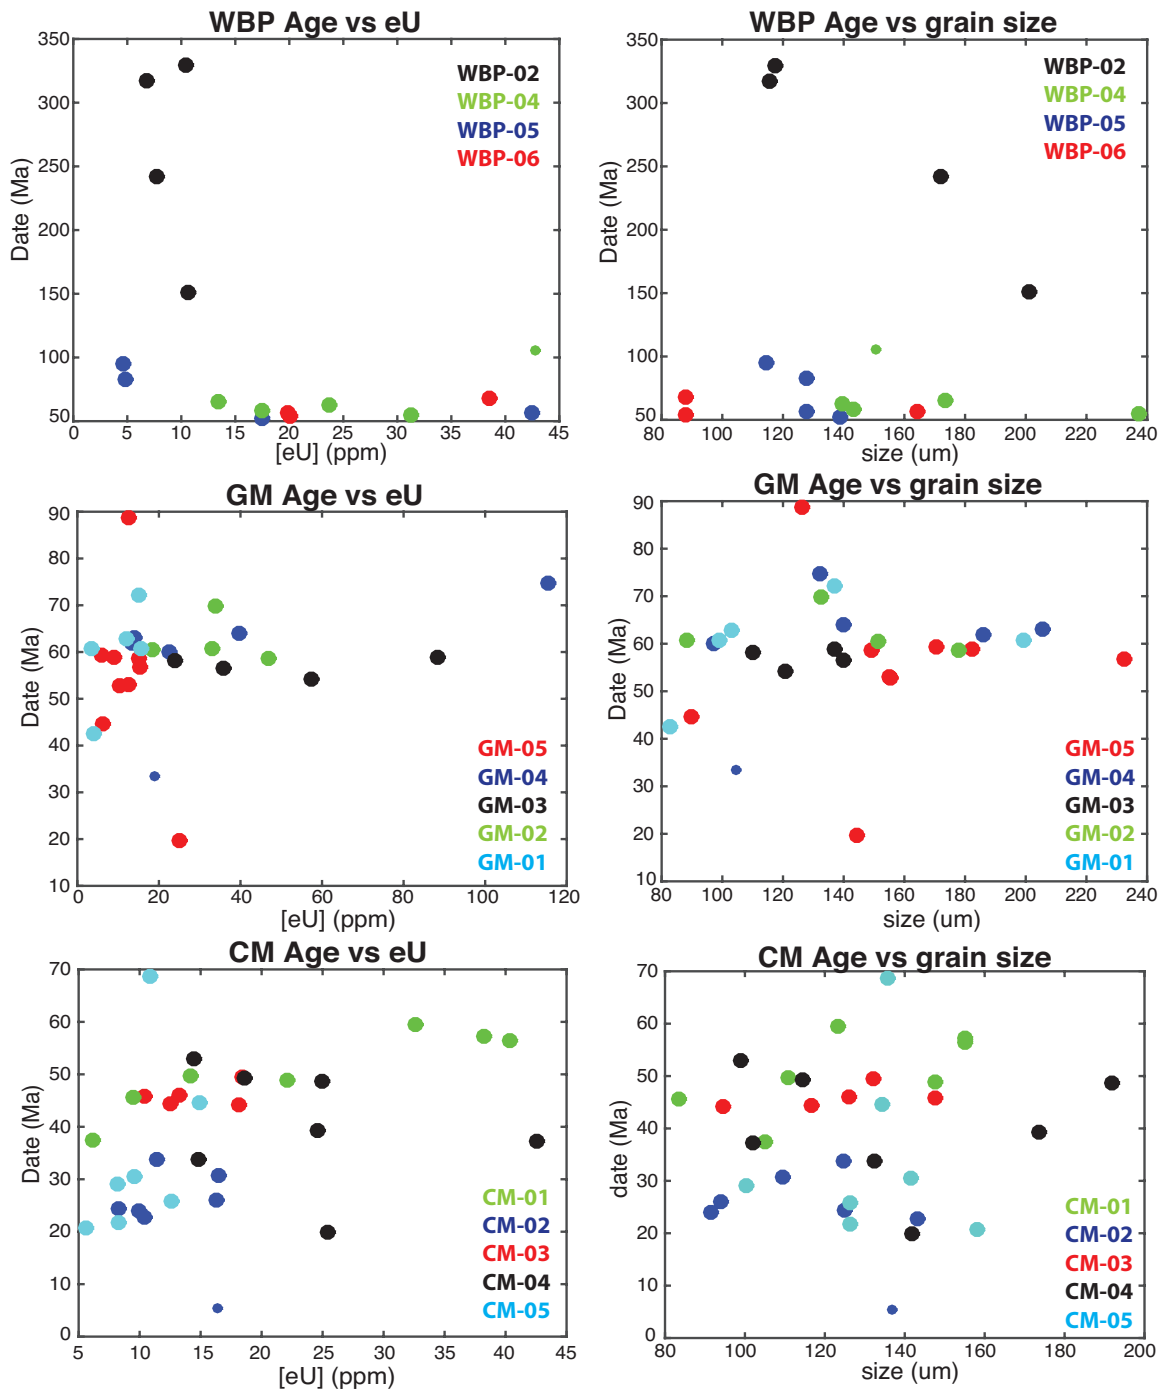 WBP Age vs eU
350
300
250
200
150
100
50
Date (Ma)
WBP-02
WBP-04
WBP-05
WBP-06
0 5 10 15 20 25 30 35 40 45
[eU] (ppm)
WBP Age vs grain size
350
300
250
200
150
100
50
Date (Ma)
WBP-02
WBP-04
WBP-05
WBP-06
80 100 120 140 160 180 200 220 240
size (um)
GM Age vs eU
90
80
70
60
50
40
30
20
10
Date (Ma)
GM-05
GM-04
GM-03
GM-02
GM-01
0 20 40 60 80 100 120
[eU] (ppm)
GM Age vs grain size
90
80
70
60
50
40
30
20
10
Date (Ma)
GM-05
GM-04
GM-03
GM-02
GM-01
80 100 120 140 160 180 200 220 240
size (um)
CM Age vs eU
70
60
50
40
30
20
10
0
Date (Ma)
CM-01
CM-02
CM-03
CM-04
CM-05
5 10 15 20 25 30 35 40 45
[eU] (ppm)
CM Age vs grain size
70
60
50
40
30
20
10
0
date (Ma)
CM-01
CM-02
CM-03
CM-04
CM-05
80 100 120 140 160 180 200
size (um)